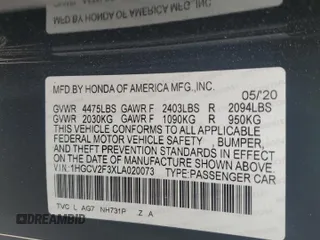 MFD BY HONDA OF AMERICA MFG.,INC.
05/'20
GVWR 4475LBS GAWR F 2403LBS R 2094LBS
GVWR 2030KG GAWR F 1090KG R 950KG
THIS VEHICLE CONFORMS TO ALL APPLICABLE
FEDERAL MOTOR VEHICLE SAFETY , BUMPER,
AND THEFT PREVENTION STANDARDS IN EFFECT
ON THE DATE OF MANUFACTURE SHOWN ABOVE.
VIN:1HGCV2F3XLA020073 TYPE:PASSENGER CAR
TVC L AG7 NH731P Z A
DREAMBID